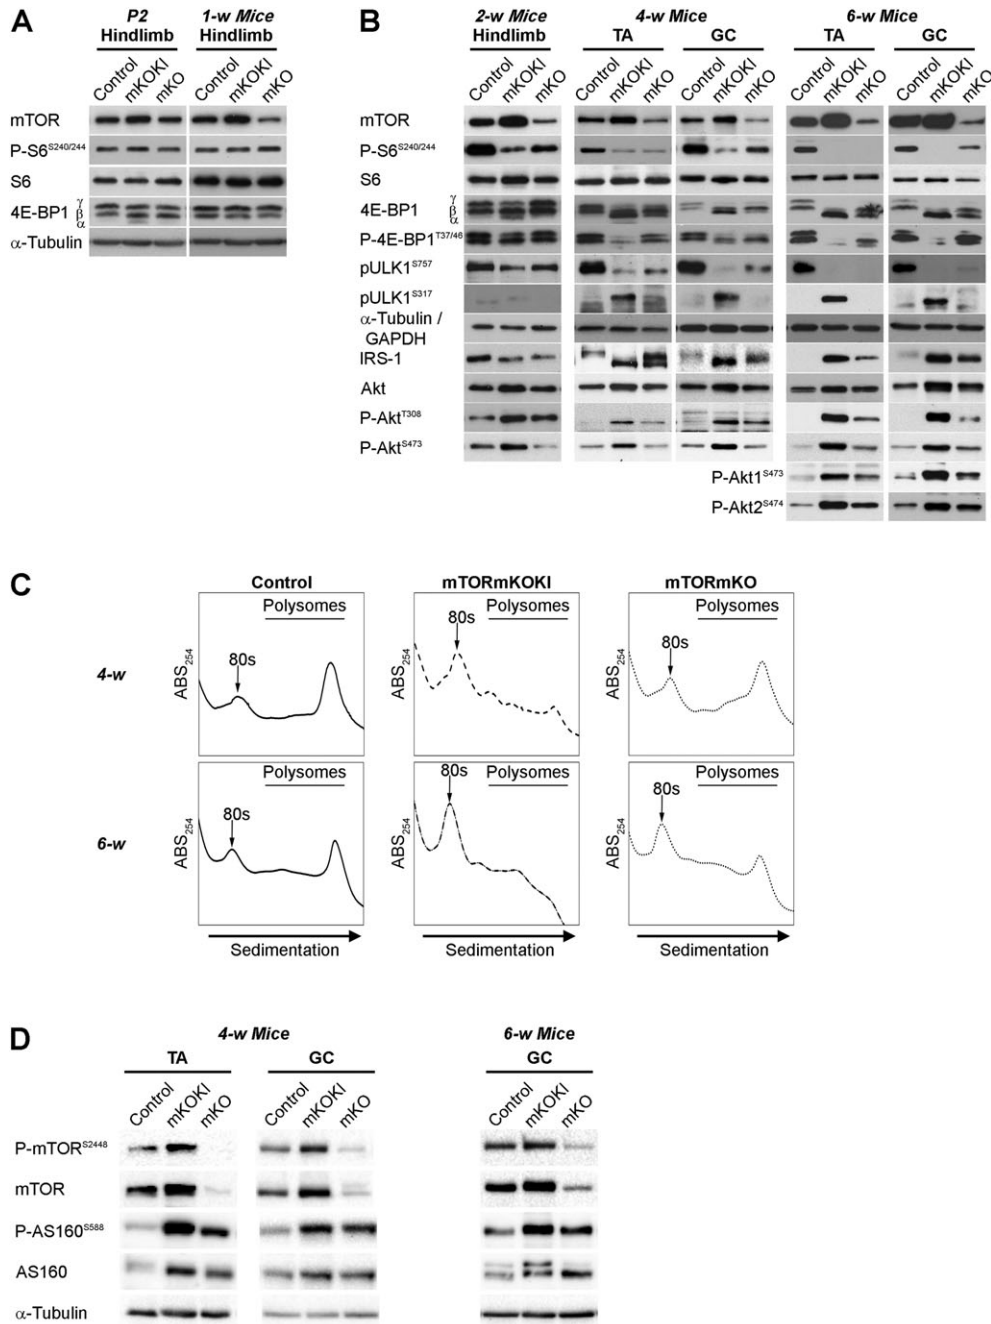 A
P2
Hindlimb
1-w Mice
Hindlimb
Control
mKOKI
mKO
Control
mKOKI
mKO
mTOR
P-S6S240/244
S6
4E-BP1
γ
β
α
α-Tubulin
B
2-w Mice
Hindlimb
4-w Mice
TA
GC
6-w Mice
TA
GC
Control
mKOKI
mKO
Control
mKOKI
mKO
Control
mKOKI
mKO
Control
mKOKI
mKO
Control
mKOKI
mKO
mTOR
P-S6S240/244
S6
4E-BP1
γ
β
α
P-4E-BP1T37/46
pULK1S757
pULK1S317
α-Tubulin /
GAPDH
IRS-1
Akt
P-AktT308
P-AktS473
P-Akt1S473
P-Akt2S474
C
Control
mTORmKOKI
mTORmKO
4-w
ABS254
80s
Polysomes
ABS254
80s
Polysomes
ABS254
80s
Polysomes
6-w
ABS254
80s
Polysomes
ABS254
80s
Polysomes
ABS254
80s
Polysomes
Sedimentation
Sedimentation
Sedimentation
D
4-w Mice
TA
GC
6-w Mice
GC
Control
mKOKI
mKO
Control
mKOKI
mKO
Control
mKOKI
mKO
P-mTORS2448
mTOR
P-AS160S588
AS160
α-Tubulin